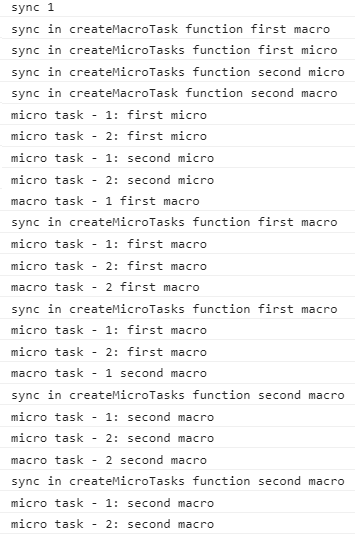 sync 1
sync in createMacroTask function first macro
sync in createMicroTasks function first micro
sync in createMicroTasks function second micro
sync in createMacroTask function second macro
micro task - 1: first micro
micro task - 2: first micro
micro task - 1: second micro
micro task - 2: second micro
macro task - 1 first macro
sync in createMicroTasks function first macro
micro task - 1: first macro
micro task - 2: first macro
macro task - 2 first macro
sync in createMicroTasks function first macro
micro task - 1: first macro
micro task - 2: first macro
macro task - 1 second macro
sync in createMicroTasks function second macro
micro task - 1: second macro
micro task - 2: second macro
macro task - 2 second macro
sync in createMicroTasks function second macro
micro task - 1: second macro
micro task - 2: second macro